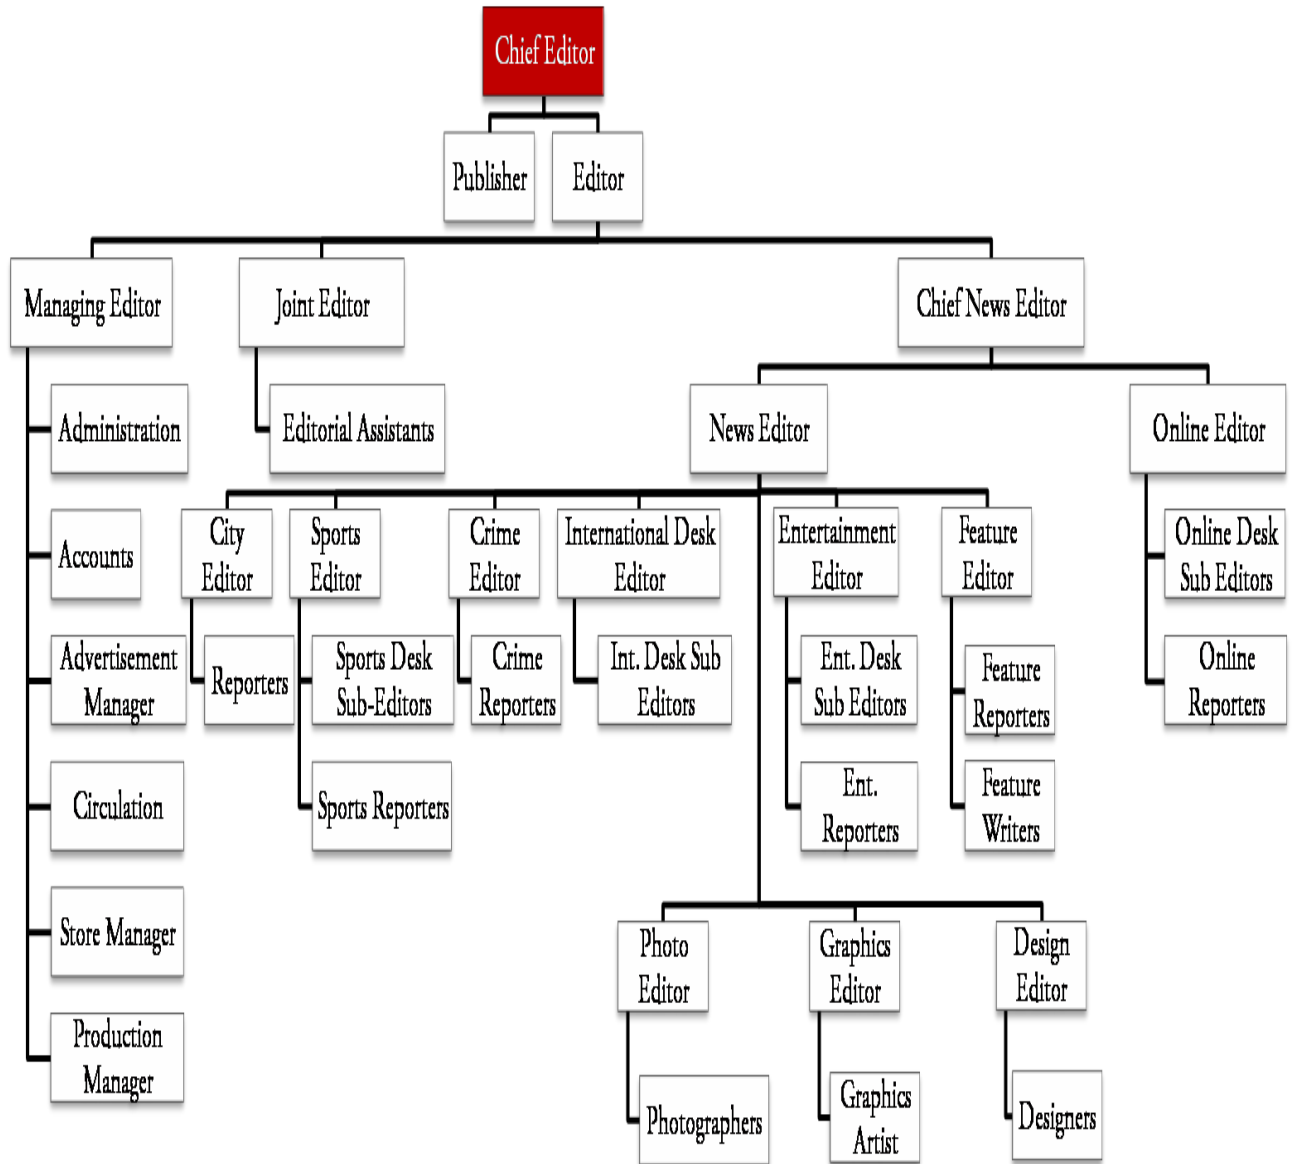 Chief Editor
Publisher
Editor
Managing Editor
Joint Editor
Chief News Editor
Administration
Editorial Assistants
News Editor
Online Editor
Accounts
City
Editor
Sports
Editor
Crime
Editor
International Desk
Editor
Entertainment
Editor
Feature
Editor
Online Desk
Sub Editors
Advertisement
Manager
Reporters
Sports Desk
Sub-Editors
Crime
Reporters
Int. Desk Sub
Editors
Ent. Desk
Sub Editors
Feature
Reporters
Online
Reporters
Circulation
Sports Reporters
Ent.
Reporters
Feature
Writers
Store Manager
Photo
Editor
Graphics
Editor
Design
Editor
Production
Manager
Photographers
Graphics
Artist
Designers